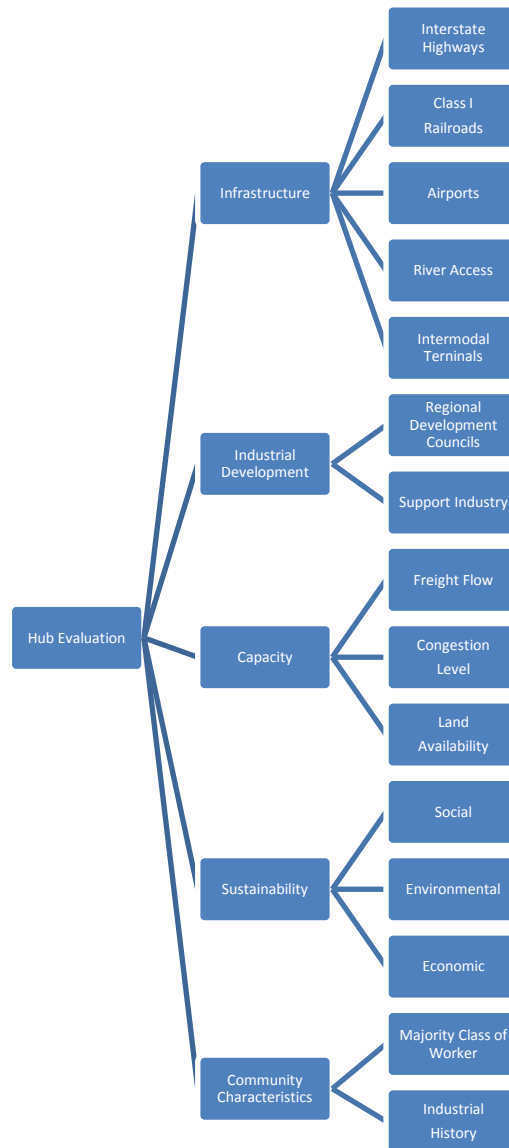 Hub Evaluation
Infrastructure
Interstate
Highways
Class I
Railroads
Airports
River Access
Intermodal
Terninals
Industrial
Development
Regional
Development
Councils
Support Industry
Capacity
Freight Flow
Congestion
Level
Land
Availability
Sustainability
Social
Environmental
Economic
Community
Characteristics
Majority Class of
Worker
Industrial
History